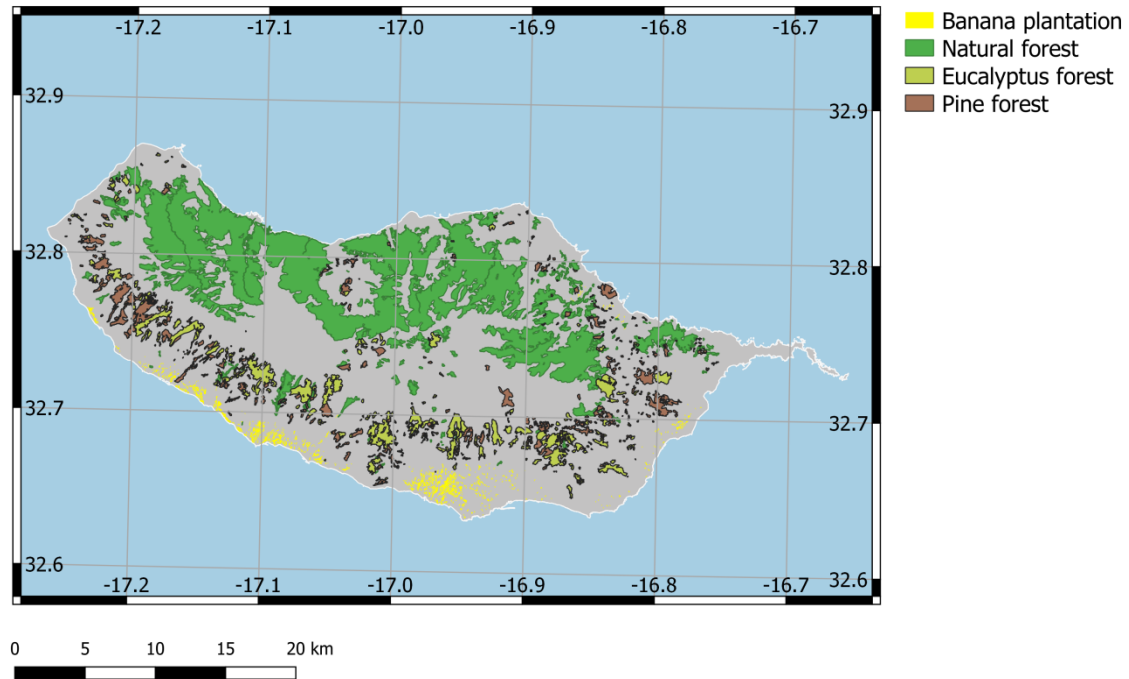 -17.2 -17.1 -17.0 -16.9 -16.8 -16.7
Banana plantation
Natural forest
Eucalyptus forest
Pine forest
32.9 32.9
32.8 32.8
32.7 32.7
32.6 32.6
-17.2 -17.1 -17.0 -16.9 -16.8 -16.7
0 5 10 15 20 km